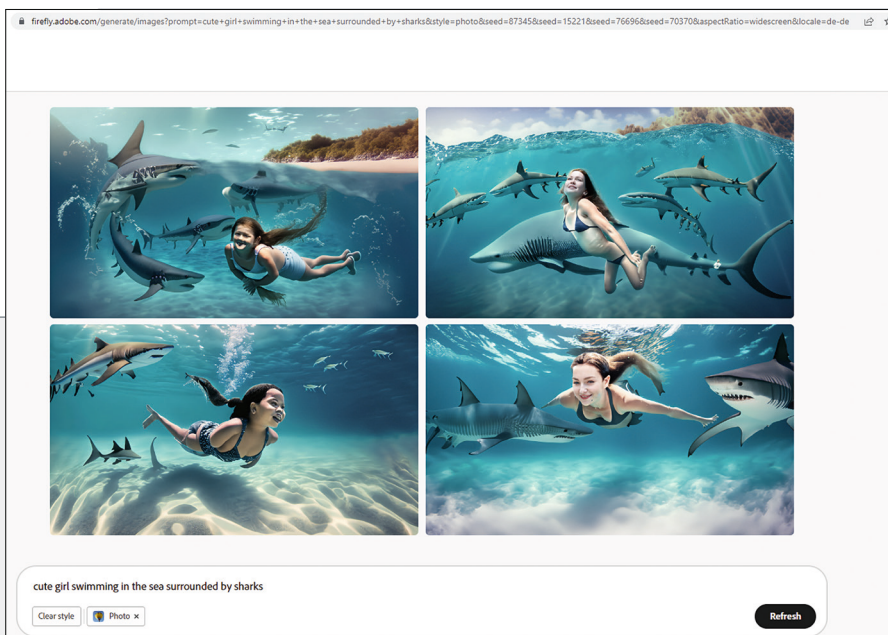 firefly.adobe.com/generate/images?prompt=cute+girl+swimming+in+the+sea+surrounded+by+sharks&style=photo&seed=87345&seed=15221&seed=76696&seed=70370&aspectRatio=widescreen&locale=de-de
cute girl swimming in the sea surrounded by sharks
Clear style
Photo ×
Refresh